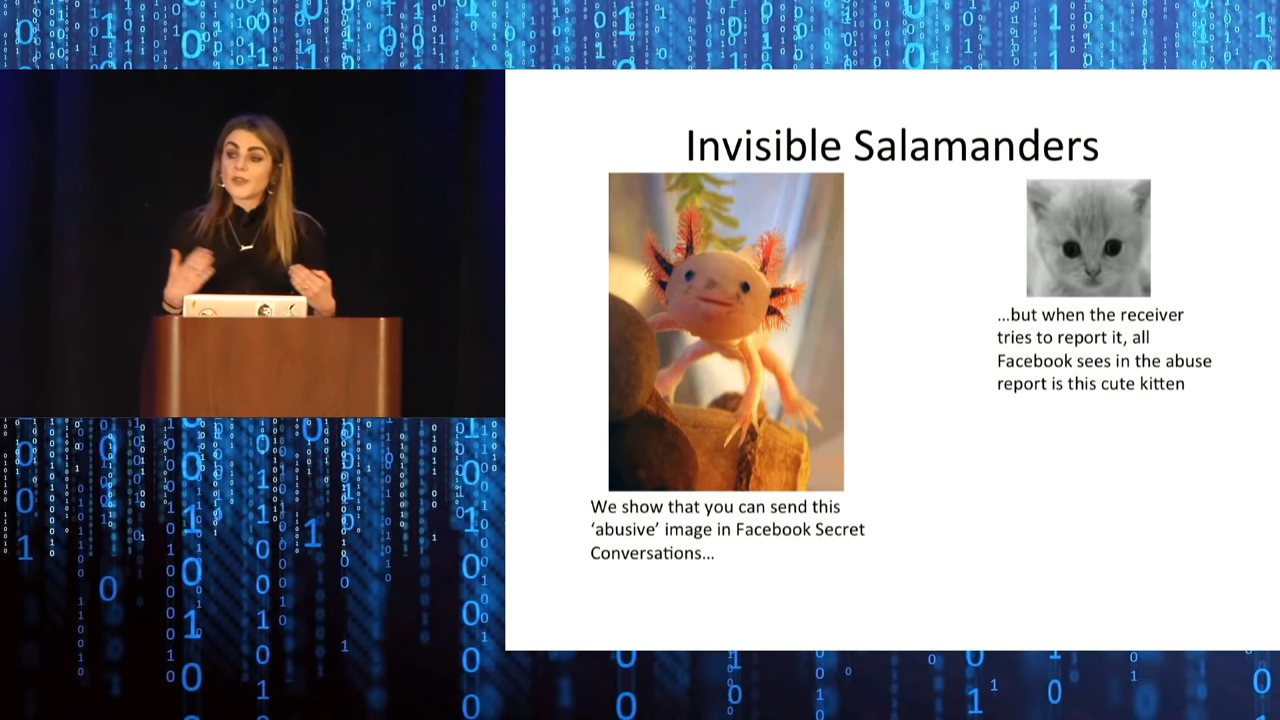 Invisible Salamanders
We show that you can send this
‘abusive’ image in Facebook Secret
Conversations…
…but when the receiver
tries to report it, all
Facebook sees in the abuse
report is this cute kitten